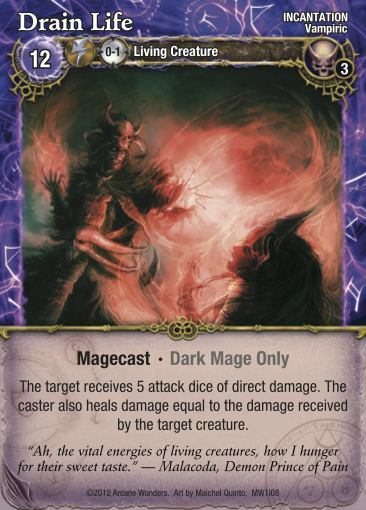 Drain Life
INCANTATION
Vampiric
12
0-1
Living Creature
3
Magecast • Dark Mage Only
The target receives 5 attack dice of direct damage. The
caster also heals damage equal to the damage received
by the target creature.
“Ah, the vital energies of living creatures, how I hunger
for their sweet taste.” — Malacoda, Demon Prince of Pain
©2012 Arcane Wonders. Art by Maichol Quinto. MW1I08